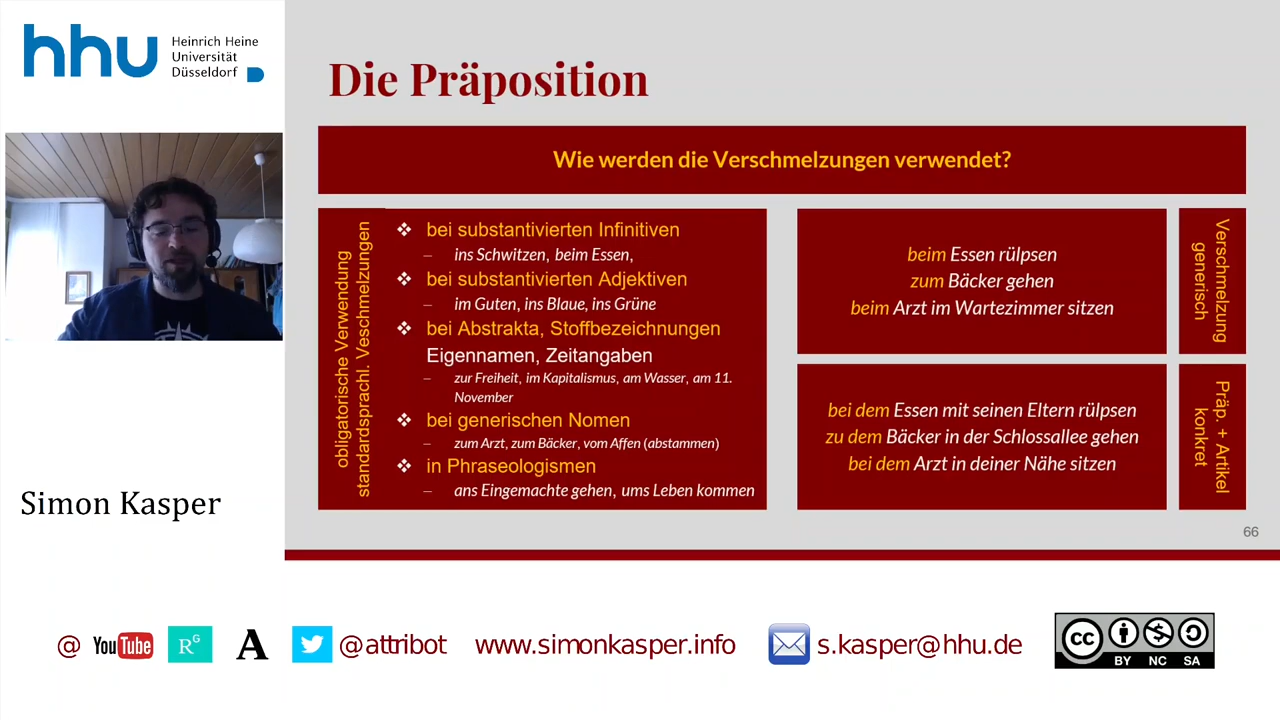 hhu
Heinrich Heine
Universität
Düsseldorf
Die Präposition
Wie werden die Verschmelzungen verwendet?
obligatorische Verwendung
standardsprachl. Veschmelzungen
❖ bei substantivierten Infinitiven
– ins Schwitzen, beim Essen,
❖ bei substantivierten Adjektiven
– im Guten, ins Blaue, ins Grüne
❖ bei Abstrakta, Stoffbezeichnungen
Eigennamen, Zeitangaben
– zur Freiheit, im Kapitalismus, am Wasser, am 11.
November
❖ bei generischen Nomen
– zum Arzt, zum Bäcker, vom Affen (abstammen)
❖ in Phraseologismen
– ans Eingemachte gehen, ums Leben kommen
beim Essen rülpsen
zum Bäcker gehen
beim Arzt im Wartezimmer sitzen
Verschmelzung
generisch
bei dem Essen mit seinen Eltern rülpsen
zu dem Bäcker in der Schlossallee gehen
bei dem Arzt in deiner Nähe sitzen
Präp. + Artikel
konkret
66
Simon Kasper
@ YouTube RG A @attribot www.simonkasper.info s.kasper@hhu.de
cc BY NC SA